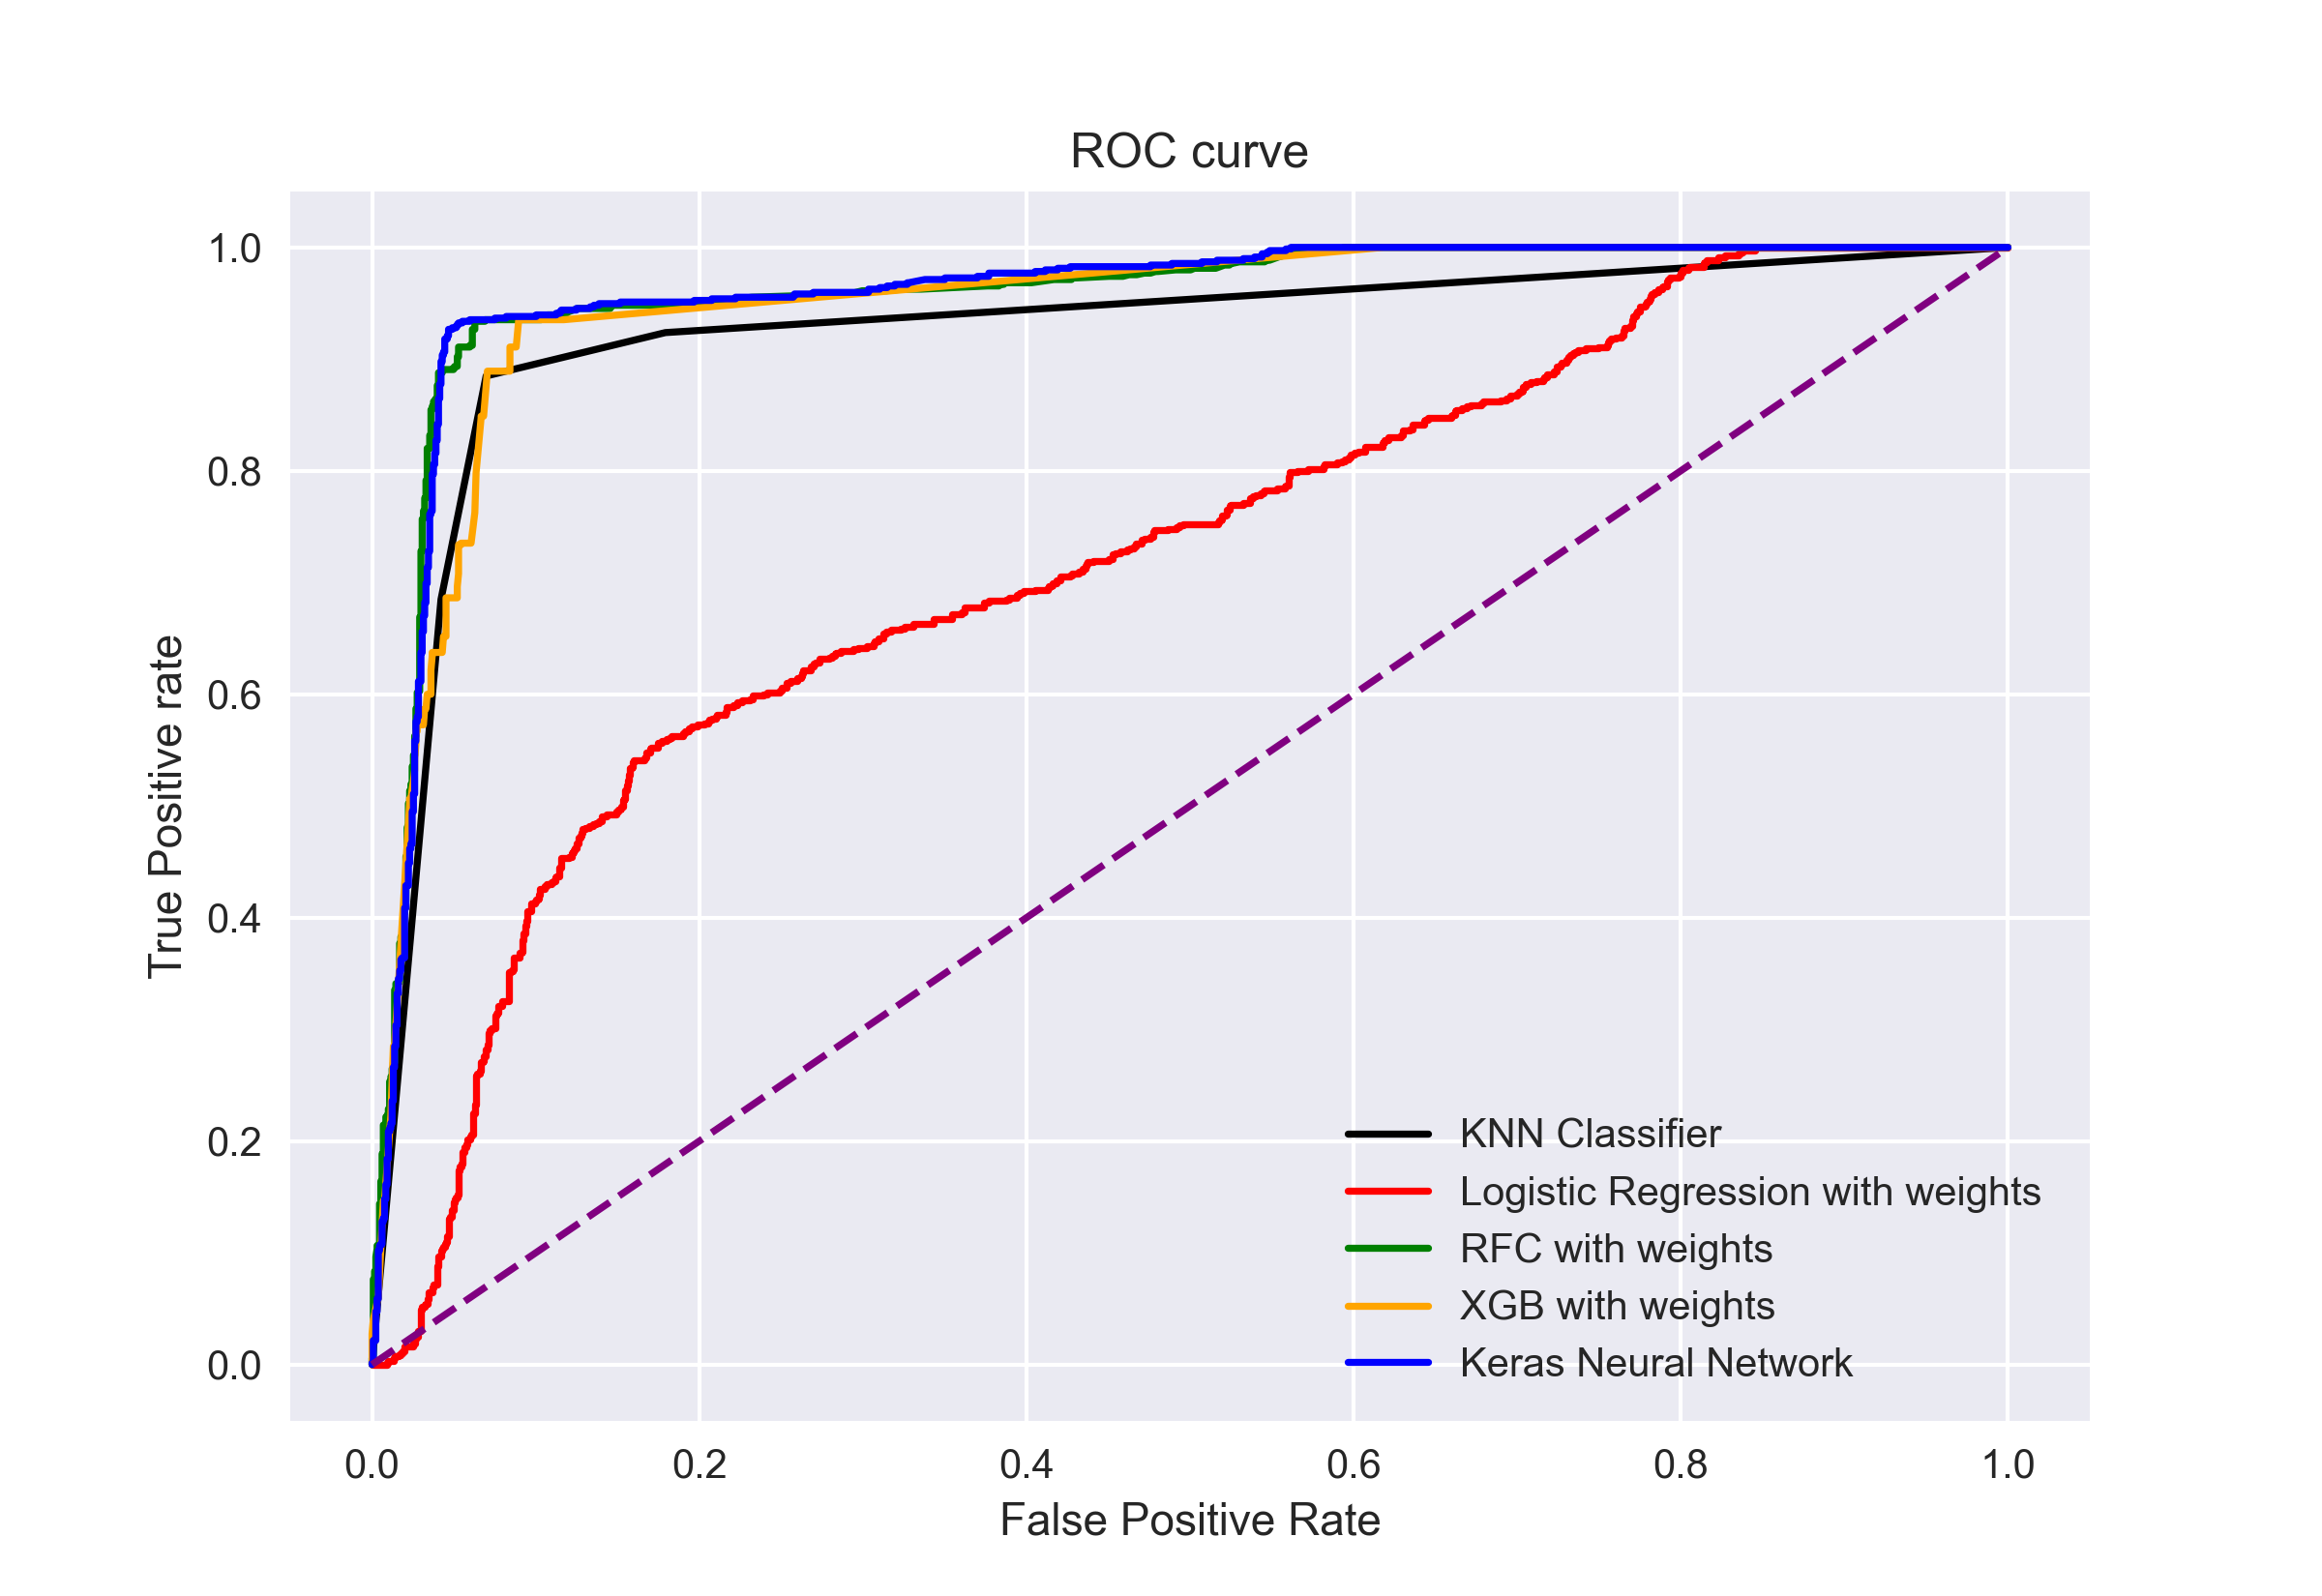 ROC curve
1.0
0.8
0.6
0.4
0.2
0.0
True Positive rate
KNN Classifier
Logistic Regression with weights
RFC with weights
XGB with weights
Keras Neural Network
0.0 0.2 0.4 0.6 0.8 1.0
False Positive Rate